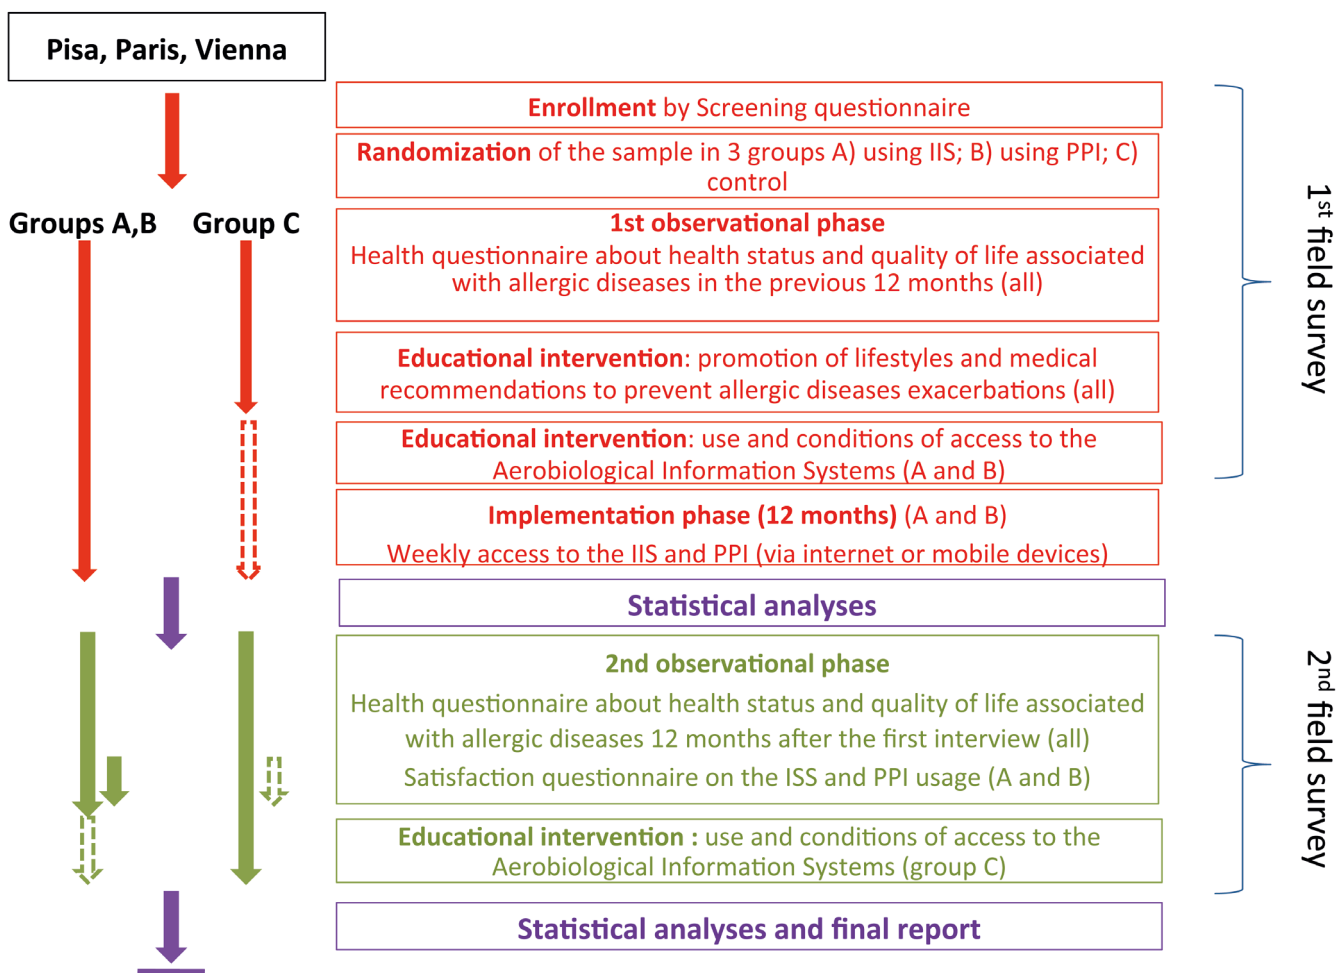 Pisa, Paris, Vienna
Enrollment by Screening questionnaire
Randomization of the sample in 3 groups A) using IIS; B) using PPI; C)
control
Groups A,B
Group C
1st observational phase
Health questionnaire about health status and quality of life associated
with allergic diseases in the previous 12 months (all)
Educational intervention: promotion of lifestyles and medical
recommendations to prevent allergic diseases exacerbations (all)
Educational intervention: use and conditions of access to the
Aerobiological Information Systems (A and B)
1st field survey
Implementation phase (12 months) (A and B)
Weekly access to the IIS and PPI (via internet or mobile devices)
Statistical analyses
2nd observational phase
Health questionnaire about health status and quality of life associated
with allergic diseases 12 months after the first interview (all)
Satisfaction questionnaire on the ISS and PPI usage (A and B)
Educational intervention : use and conditions of access to the
Aerobiological Information Systems (group C)
2nd field survey
Statistical analyses and final report